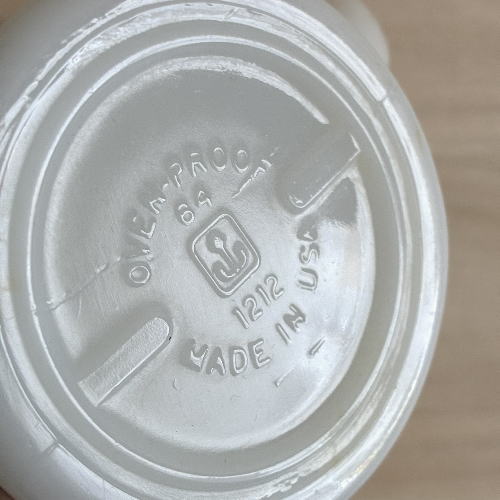 OVEN-PROOF
64
1212
MADE IN USA